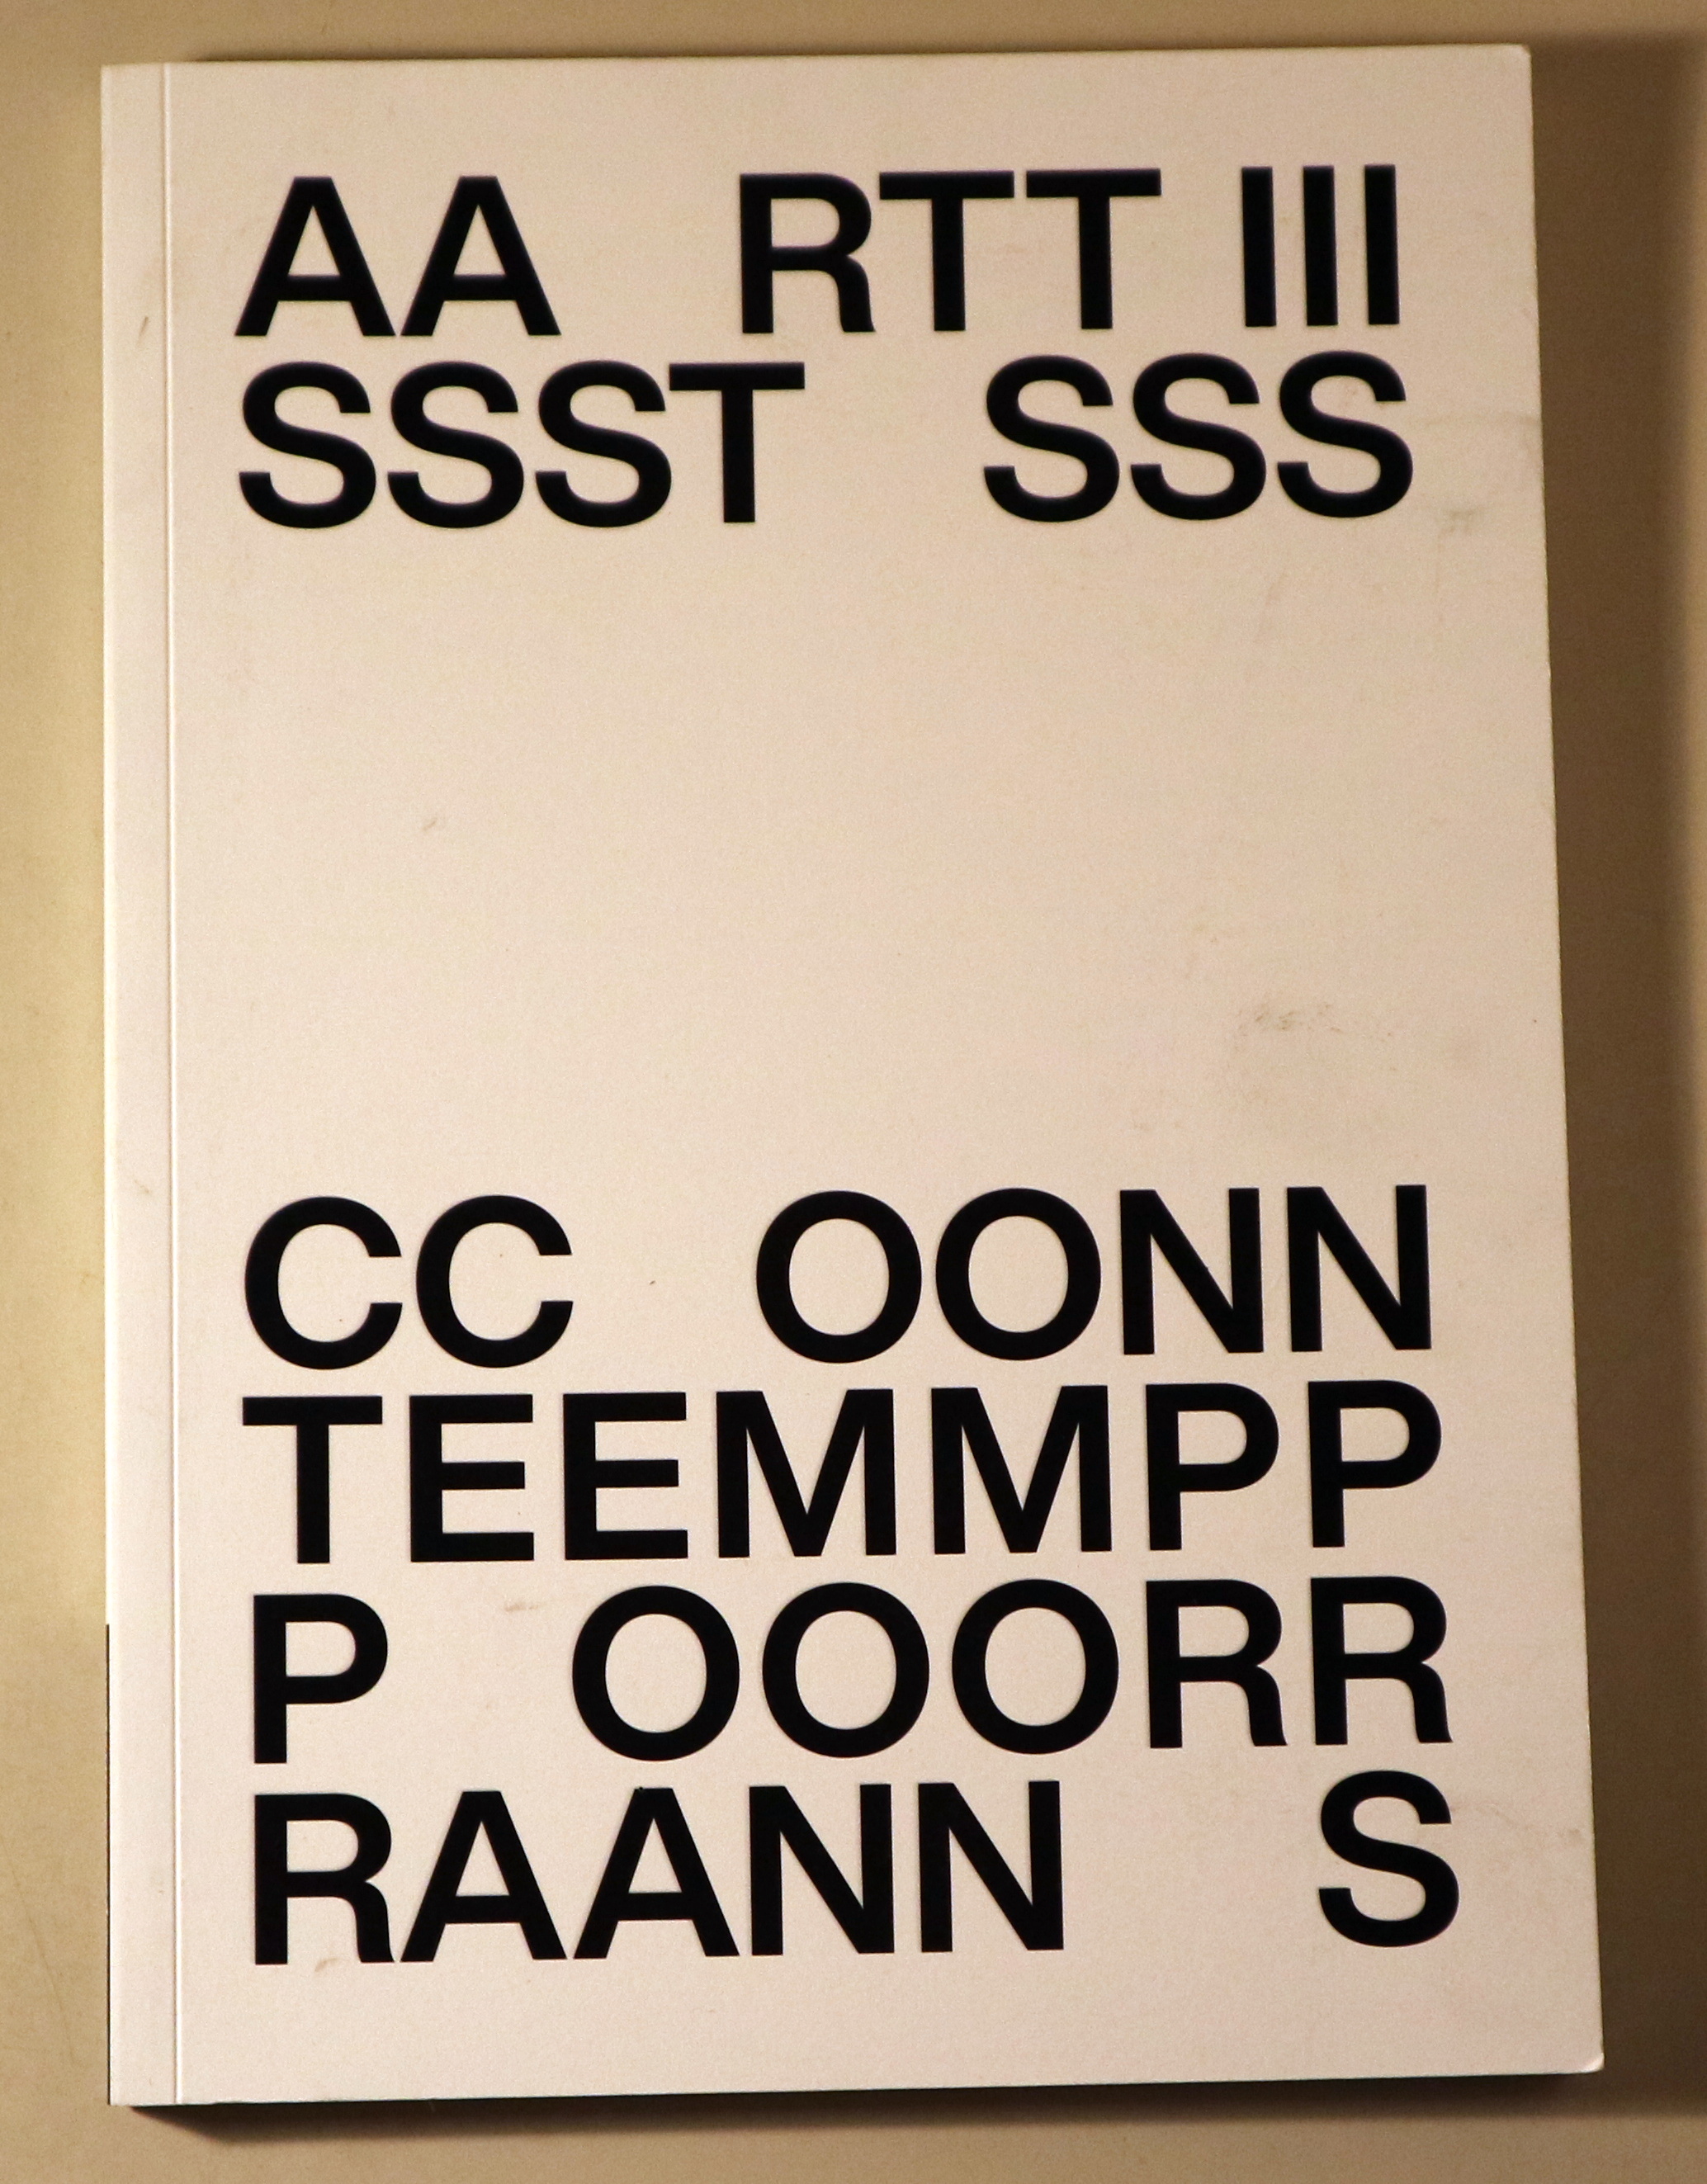 AA RTT III
SSST SSS
CC OONN
TEEMMPP
P OOORR
RAANN S